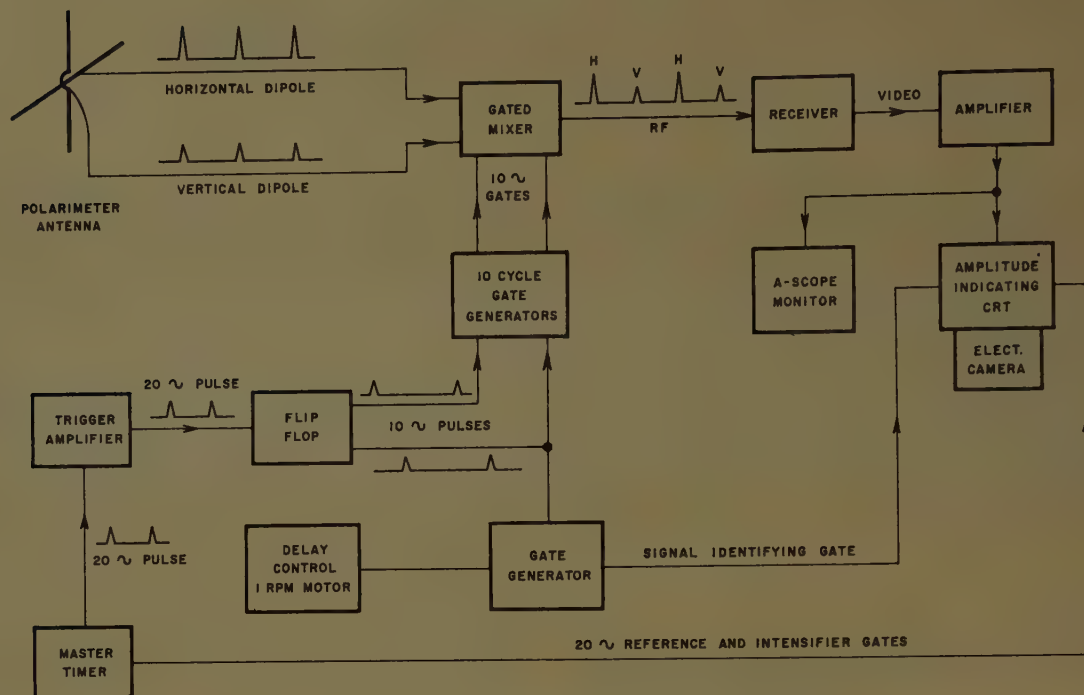 H
V
H
V
HORIZONTAL DIPOLE
GATED
MIXER
RF
RECEIVER
VIDEO
AMPLIFIER
VERTICAL DIPOLE
10 ∿
GATES
POLARIMETER
ANTENNA
10 CYCLE
GATE
GENERATORS
A-SCOPE
MONITOR
AMPLITUDE
INDICATING
CRT
ELECT.
CAMERA
20 ∿ PULSE
TRIGGER
AMPLIFIER
FLIP
FLOP
10 ∿ PULSES
20 ∿ PULSE
DELAY
CONTROL
1 RPM MOTOR
GATE
GENERATOR
SIGNAL IDENTIFYING GATE
MASTER
TIMER
20 ∿ REFERENCE AND INTENSIFIER GATES